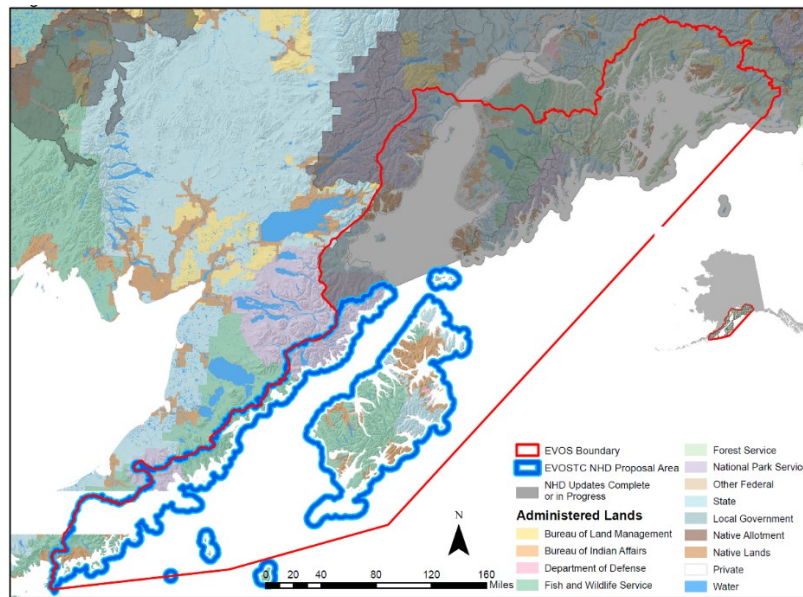 EVOS Boundary
EVOSTC NHD Proposal Area
NHD Updates Complete
or in Progress
Administered Lands
Bureau of Land Management
Bureau of Indian Affairs
Department of Defense
Fish and Wildlife Service
Forest Service
National Park Service
Other Federal
State
Local Government
Native Allotment
Native Lands
Private
Water
N
0 20 40 80 120 160
Miles